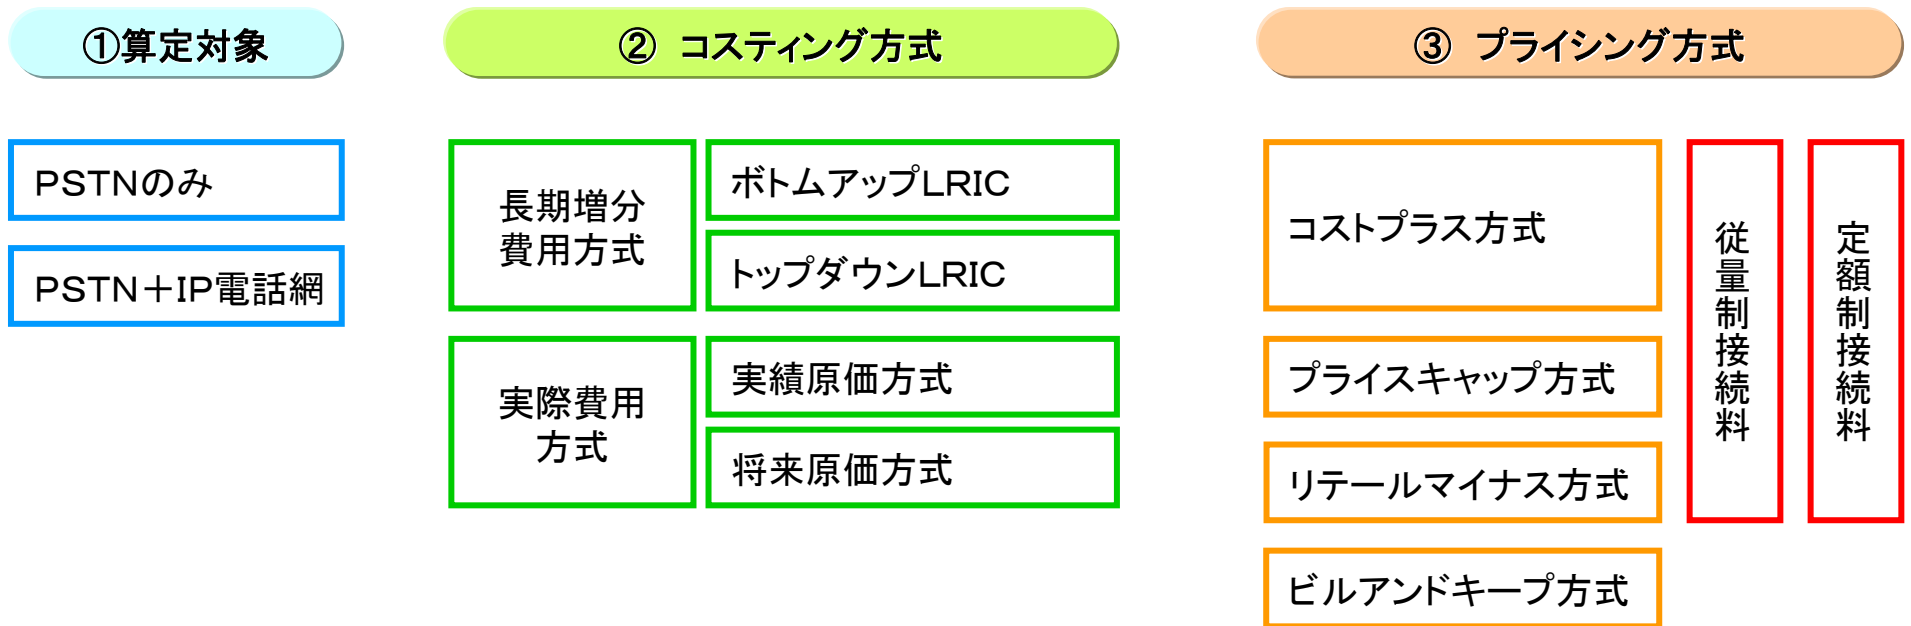 ①算定対象
② コスティング方式
③ プライシング方式
PSTNのみ
PSTN+IP電話網
長期増分
費用方式
ボトムアップLRIC
トップダウンLRIC
実際費用
方式
実績原価方式
将来原価方式
コストプラス方式
プライスキャップ方式
リテールマイナス方式
ビルアンドキープ方式
従量制接続料
定額制接続料